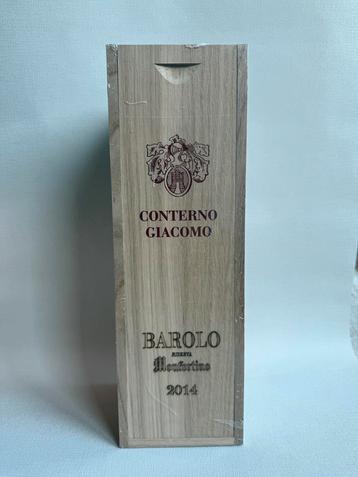 CONTERNO
GIACOMO
BAROLO
RISERVA
Monfortino
2014